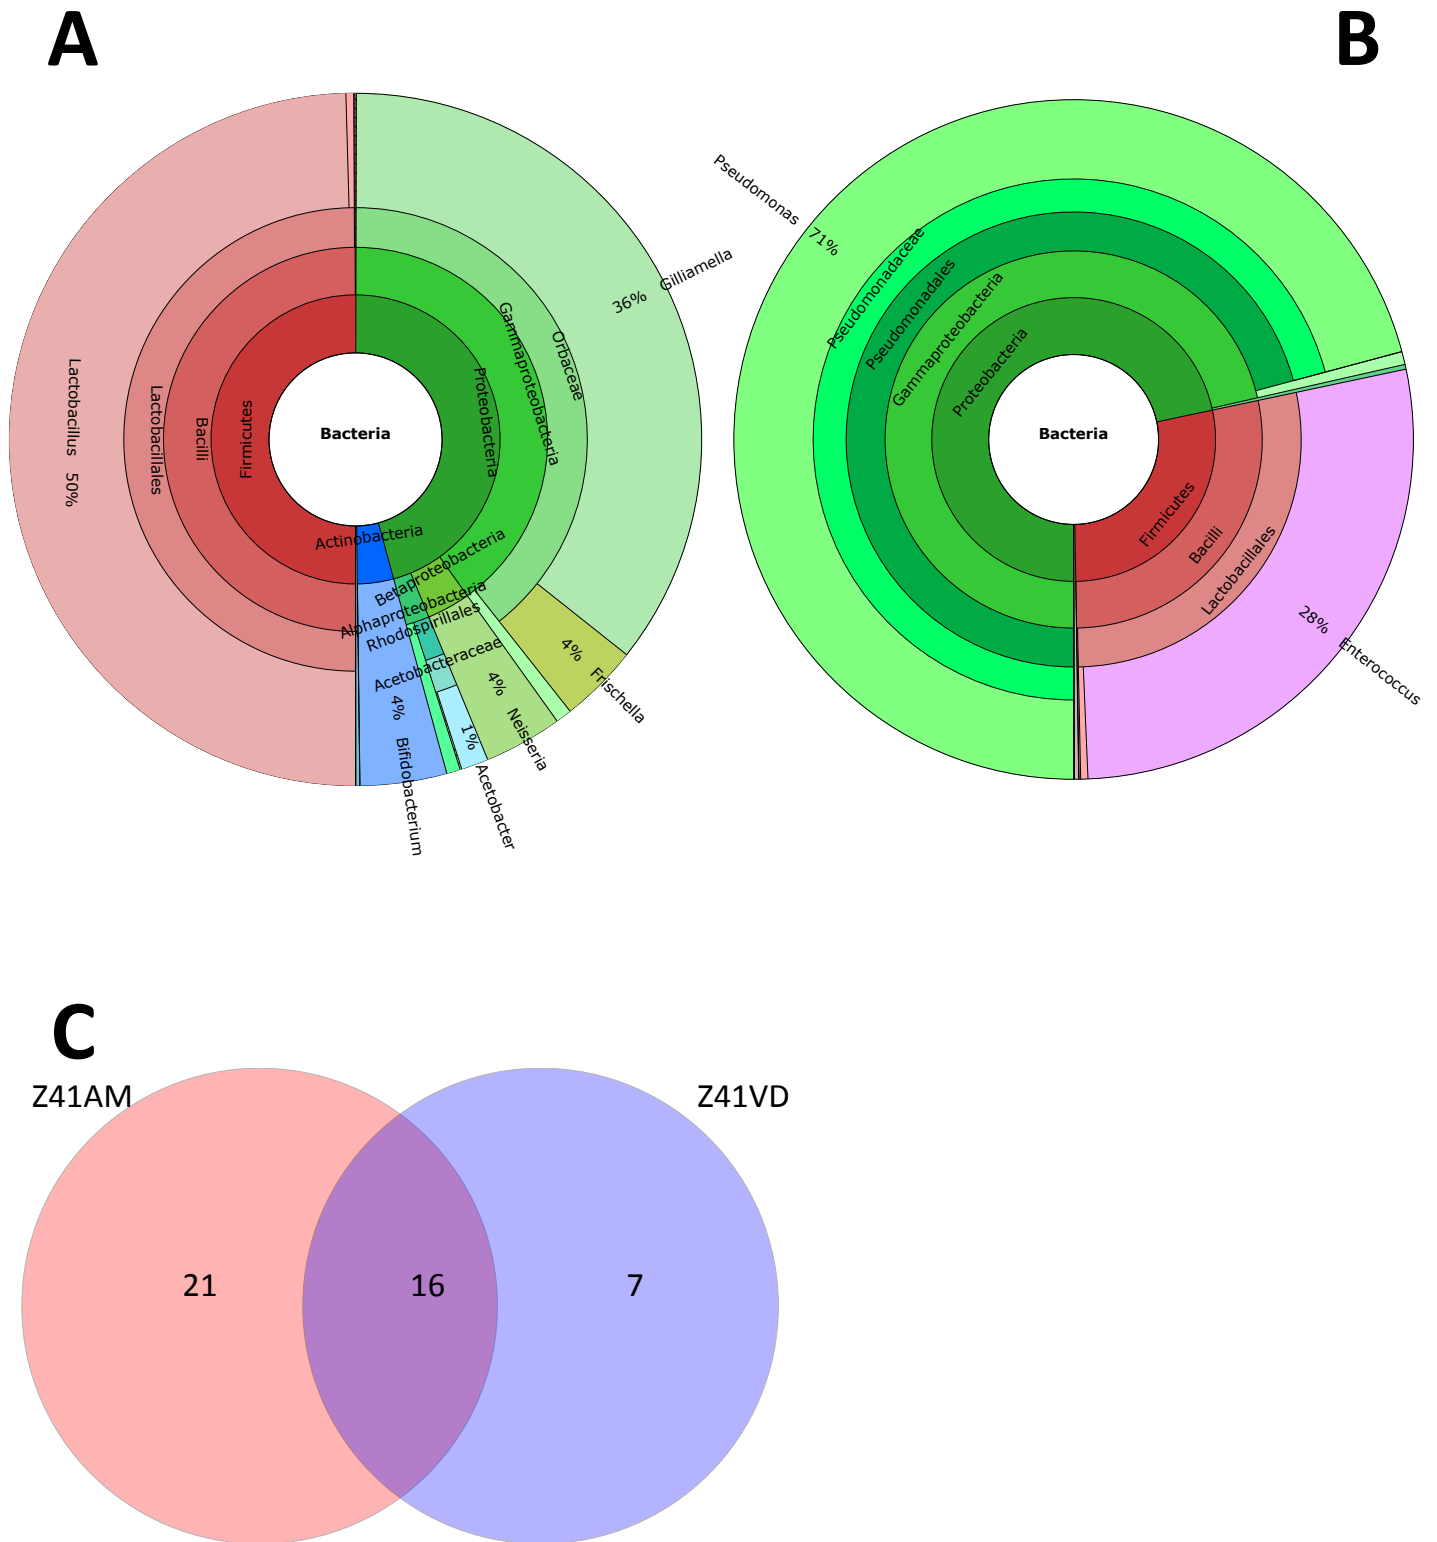 A
B
Lactobacillus 50%
Lactobacillales
Bacilli
Firmicutes
Bacteria
Proteobacteria
Gammaproteobacteria
Orbaceae
36% Gilliamella
Actinobacteria
Betaproteobacteria
Alphaproteobacteria
Rhodospirillales
Acetobacteraceae
4% Bifidobacterium
1% Acetobacter
4% Neisseria
4% Frischella
Pseudomonas 71%
Pseudomonadaceae
Pseudomonadales
Gammaproteobacteria
Proteobacteria
Bacteria
Firmicutes
Bacilli
Lactobacillales
28% Enterococcus
C
Z41AM
Z41VD
21
16
7